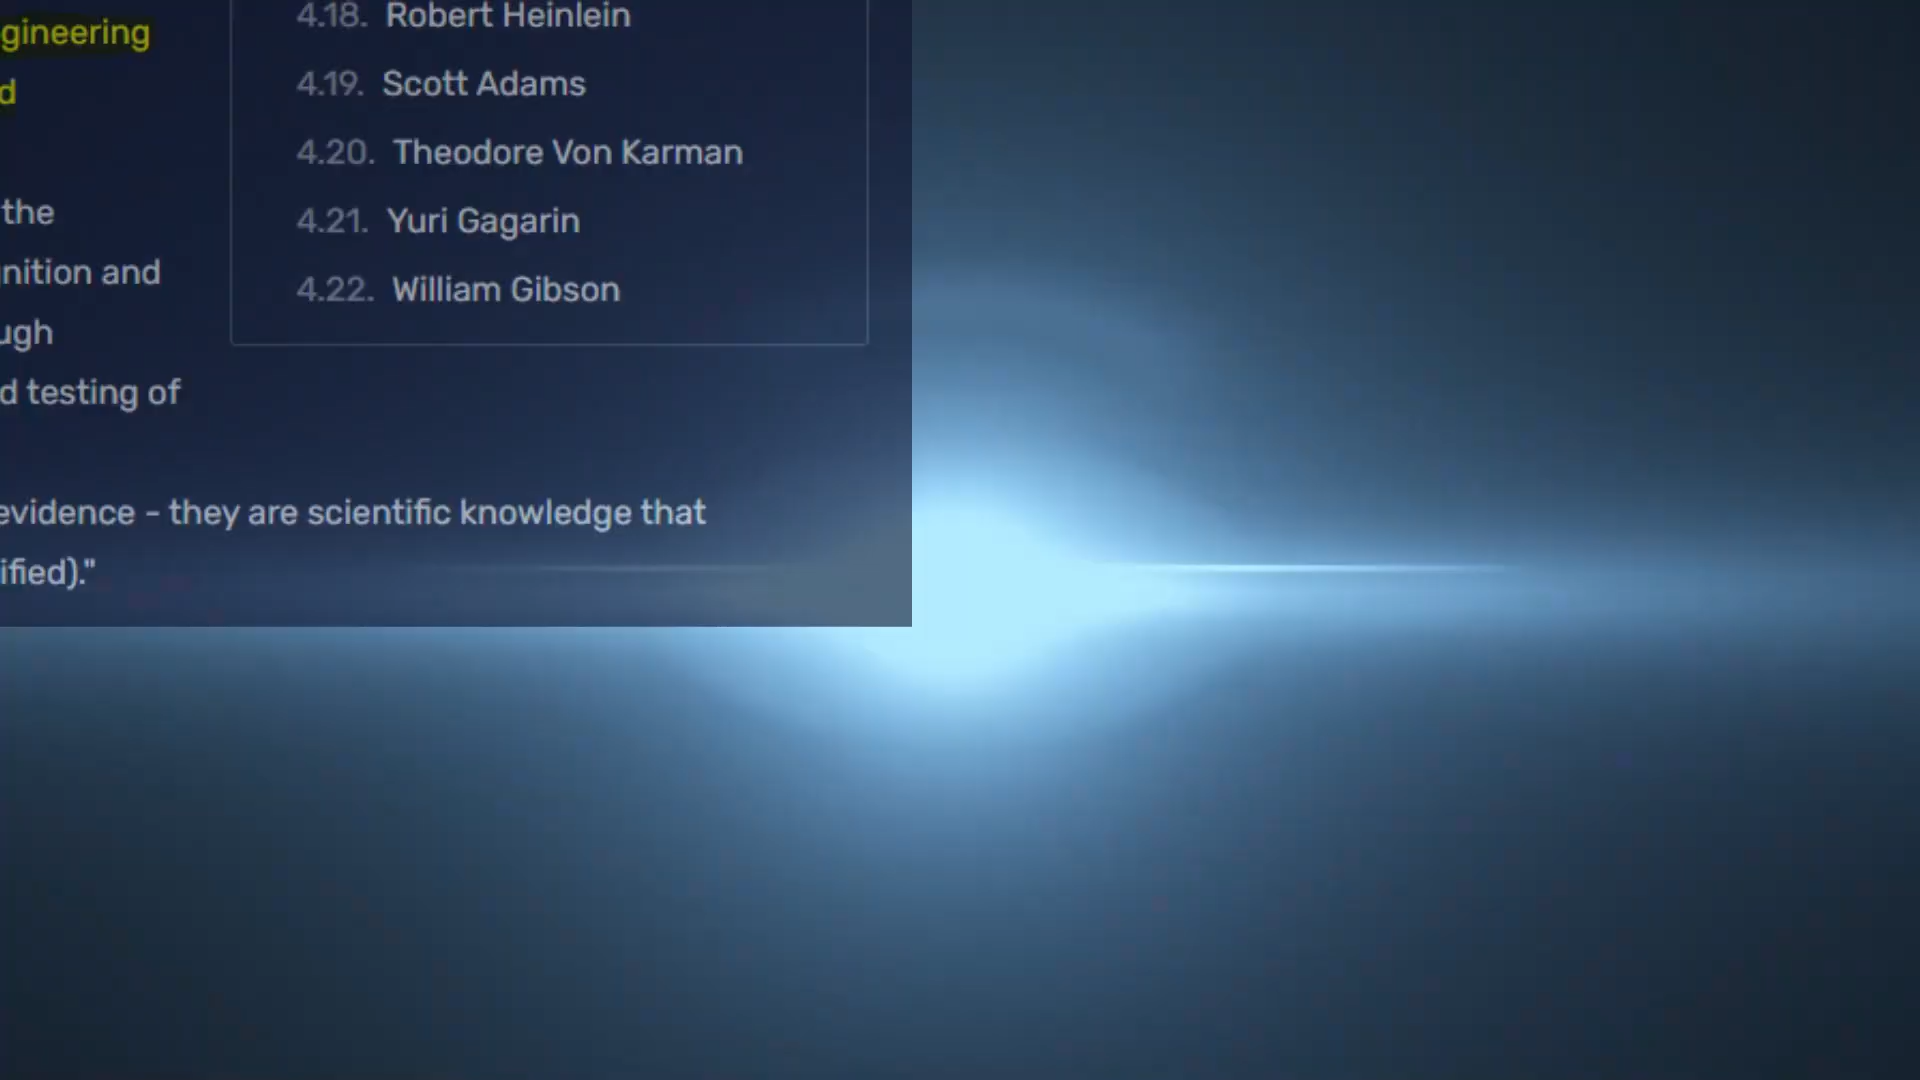 gineering
d
the
nition and
ugh
d testing of
evidence - they are scientific knowledge that
ified)."
4.18. Robert Heinlein
4.19. Scott Adams
4.20. Theodore Von Karman
4.21. Yuri Gagarin
4.22. William Gibson